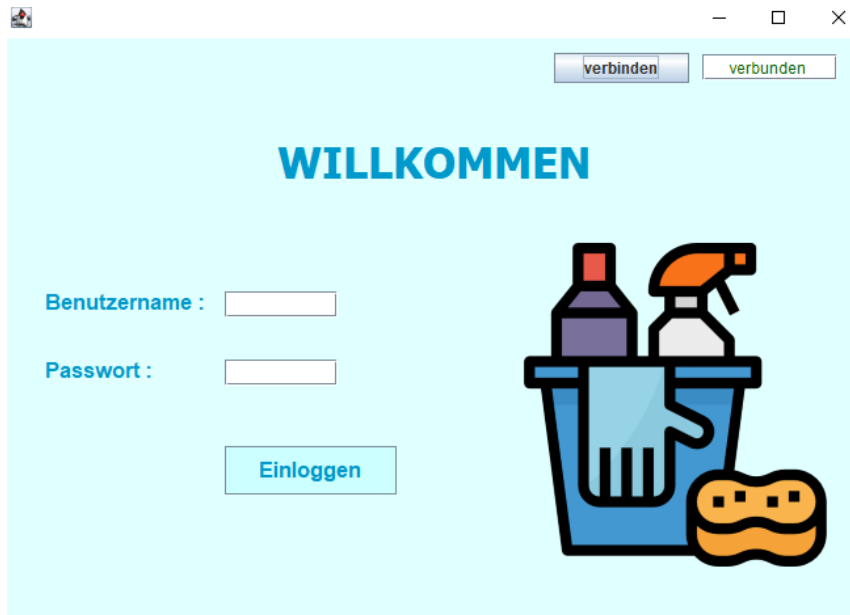 verbinden
verbunden
WILLKOMMEN
Benutzername :
Passwort :
Einloggen